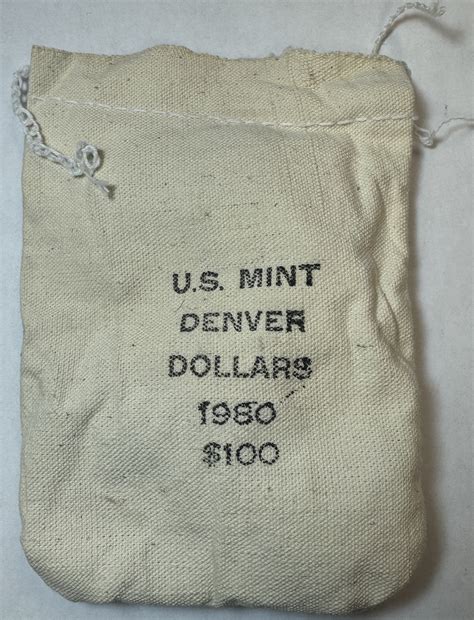 U.S. MINT
DENVER
DOLLARS
1980
$100